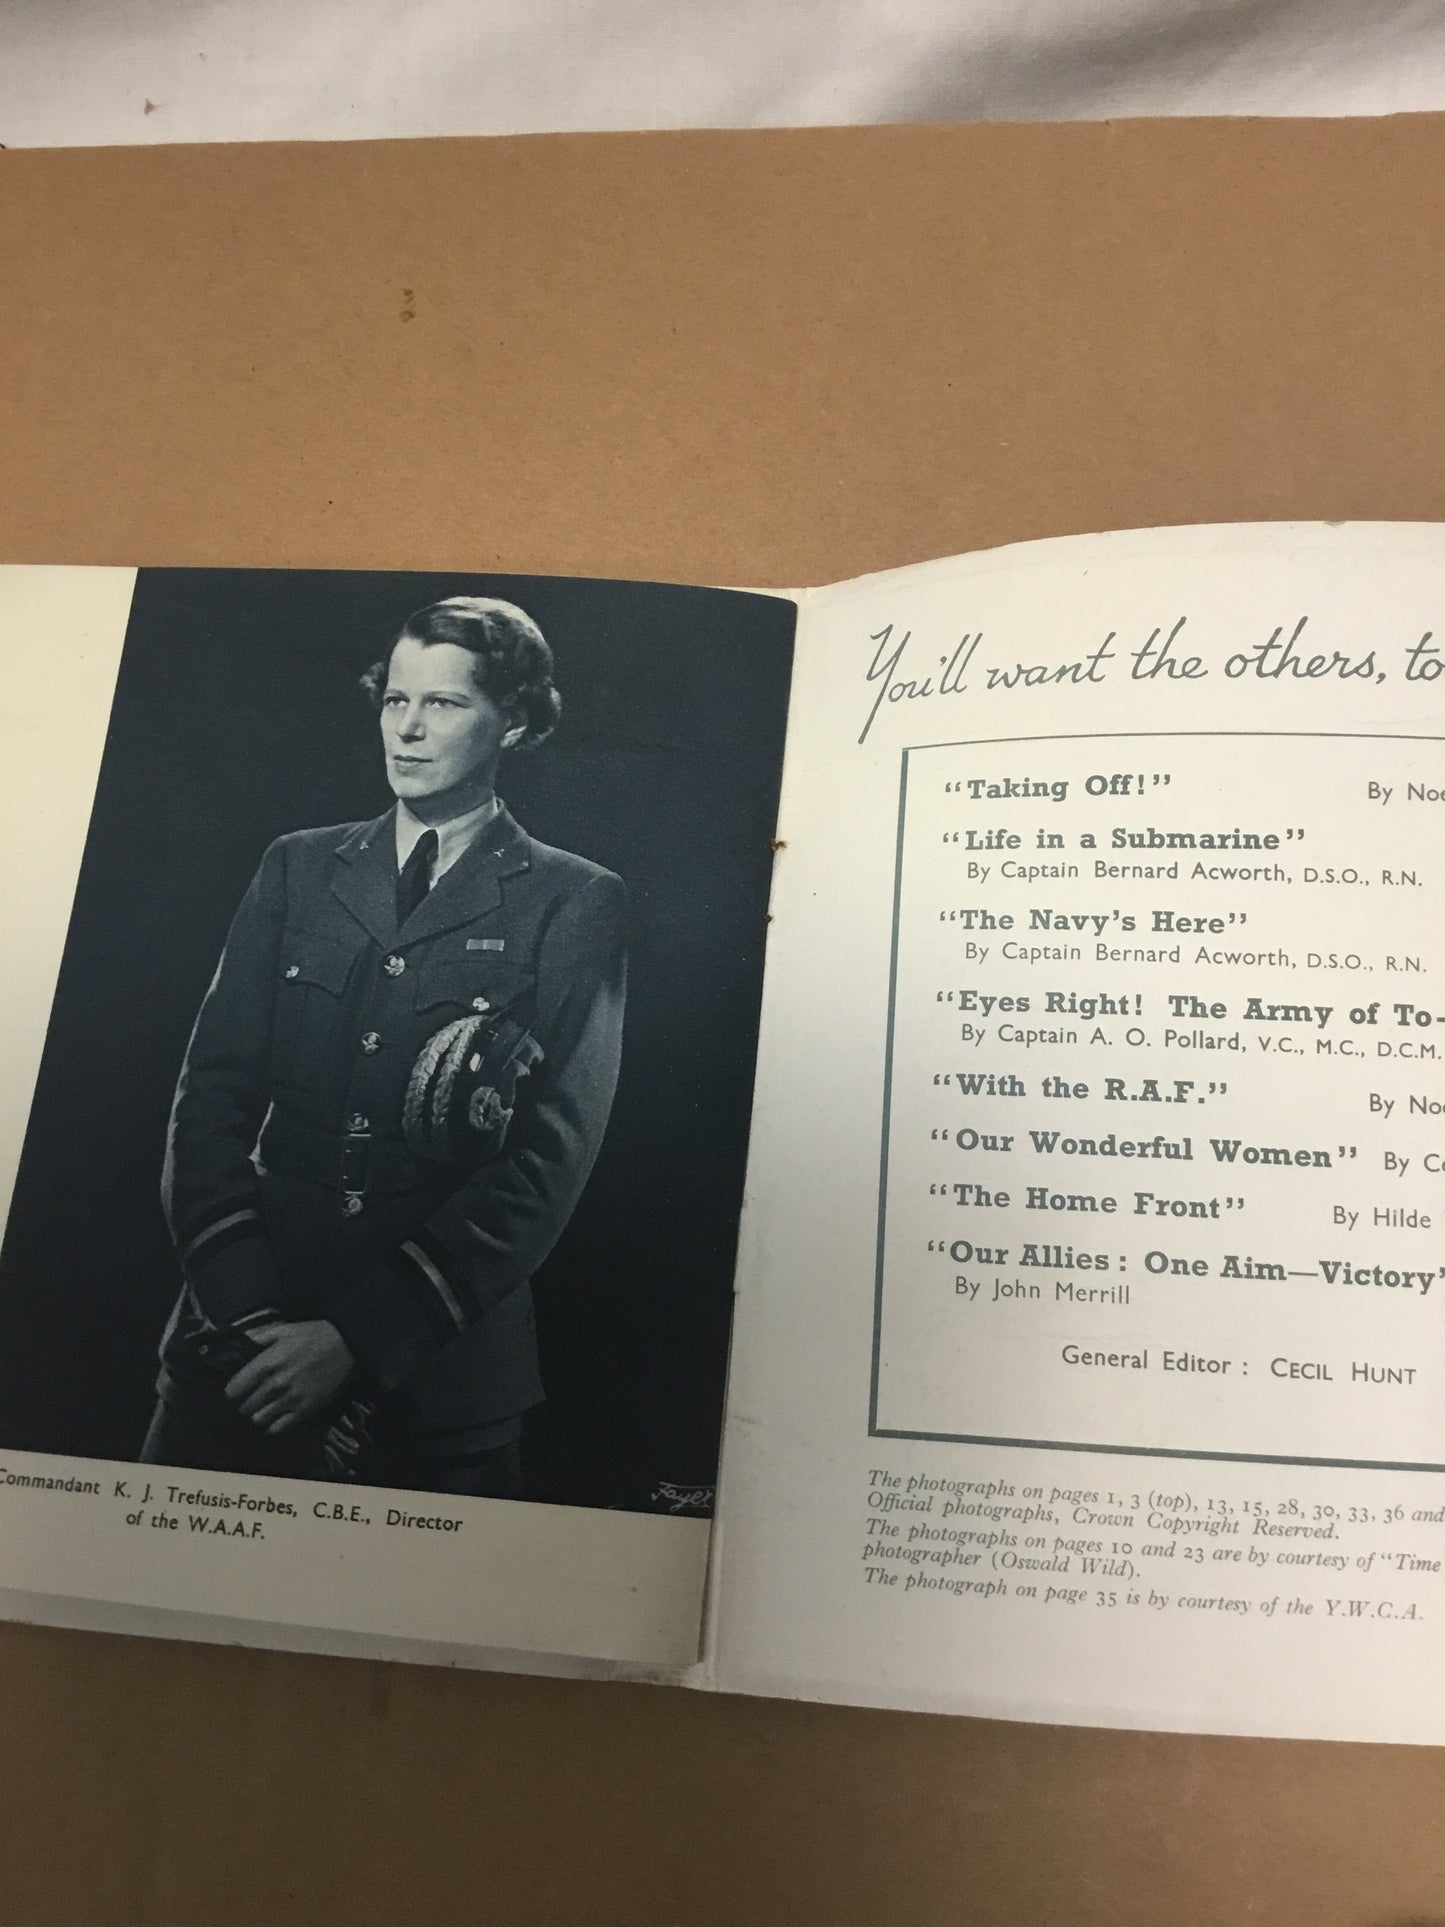 Commandant K. J. Trefusis-Forbes, C.B.E., Director
of the W.A.A.F.
Fayer
You'll want the others, to
“Taking Off!” By
“Life in a Submarine”
By Captain Bernard Acworth, D.S.O., R.N.
“The Navy's Here”
By Captain Bernard Acworth, D.S.O., R.N.
“Eyes Right! The Army of To-
By Captain A. O. Pollard, V.C., M.C., D.C.M.
“With the R.A.F.” By
“Our Wonderful Women” By
“The Home Front” By Hilde
“Our Allies: One Aim—Victory”
By John Merrill
General Editor: CECIL HUNT
The photographs on pages 1, 3 (top), 13, 15, 28, 30, 33, 36 and
Official photographs, Crown Copyright Reserved.
The photographs on pages 10 and 23 are by courtesy of “Time
photographer (Oswald Wild).
The photograph on page 35 is by courtesy of the Y.W.C.A.